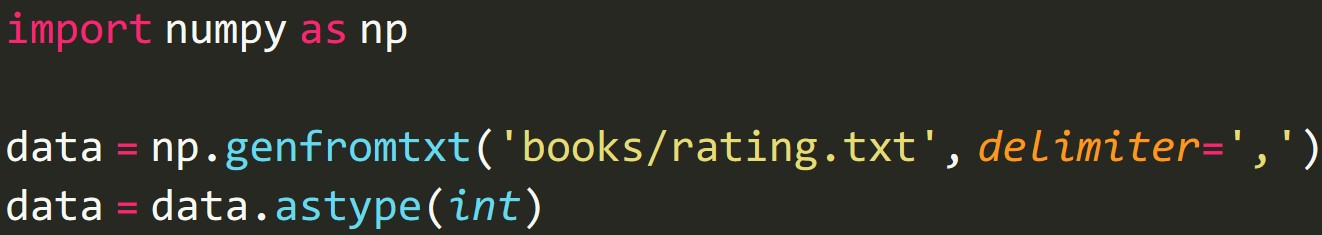 import numpy as np
data = np.genfromtxt('books/rating.txt', delimiter=',')
data = data.astype(int)